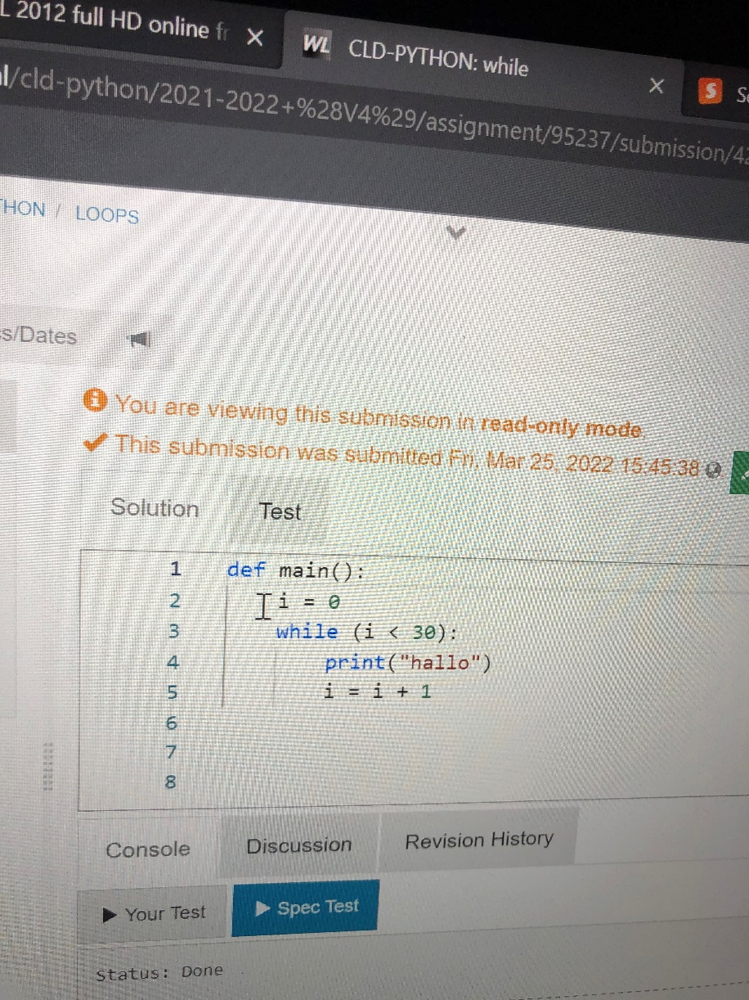 L 2012 full HD online fr
WL CLD-PYTHON: while
S
/cld-python/2021-2022+%28V4%29/assignment/95237/submission/4
THON / LOOPS
s/Dates
You are viewing this submission in read-only mode.
This submission was submitted Fri, Mar 25, 2022 15:45:38
Solution Test
1 def main():
2 i = 0
3 while (i < 30):
4 print("hallo")
5 i = i + 1
6
7
8
Console Discussion Revision History
Your Test Spec Test
Status: Done